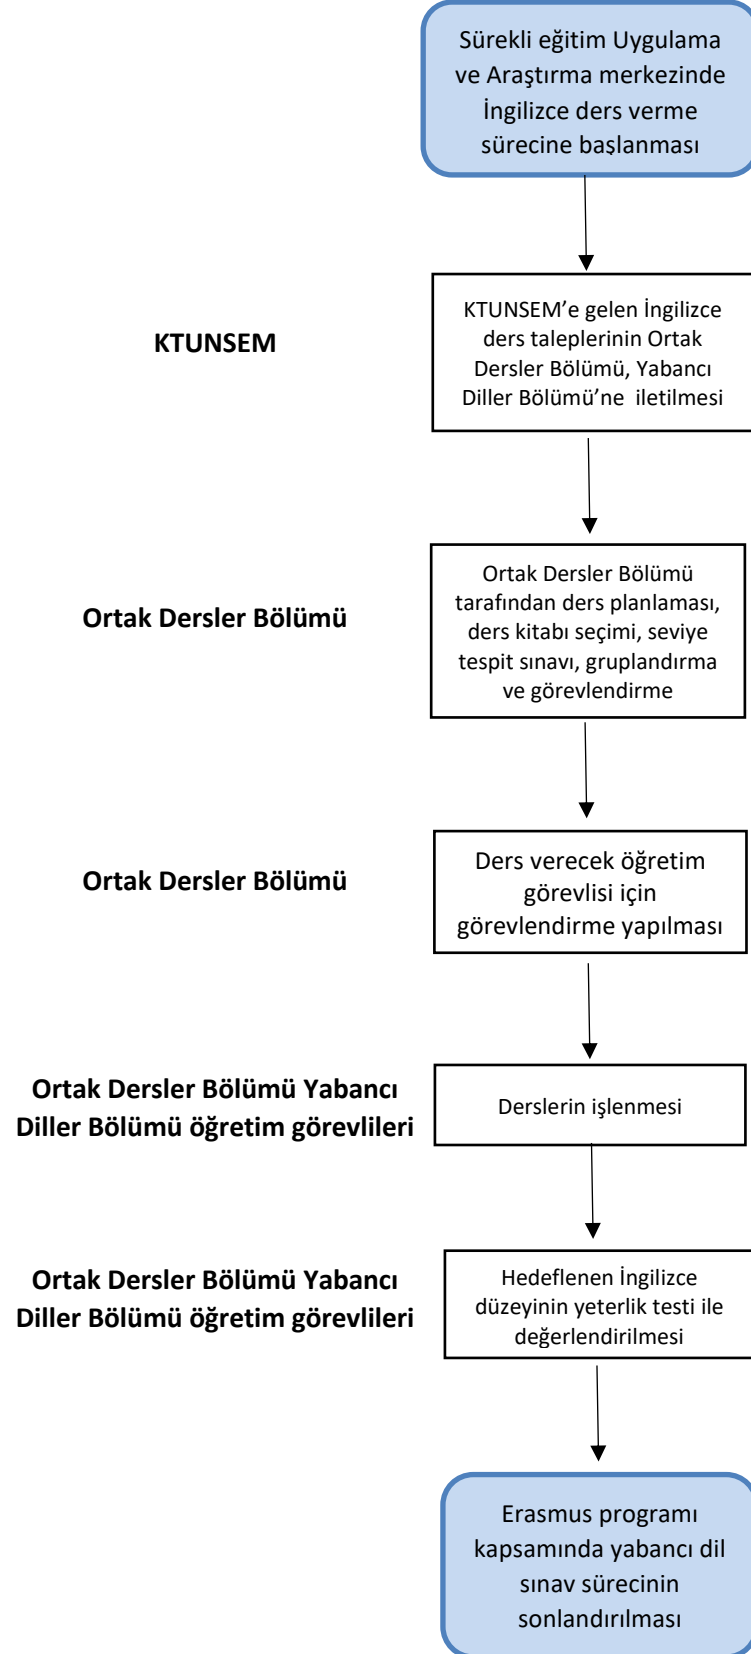 Sürekli eğitim Uygulama
ve Araştırma merkezinde
İngilizce ders verme
sürecine başlanması
KTUNSEM
KTUNSEM’e gelen İngilizce
ders taleplerinin Ortak
Dersler Bölümü, Yabancı
Diller Bölümü’ne iletilmesi
Ortak Dersler Bölümü
Ortak Dersler Bölümü
tarafından ders planlaması,
ders kitabı seçimi, seviye
tespit sınavı, gruplandırma
ve görevlendirme
Ortak Dersler Bölümü
Ders verecek öğretim
görevlisi için
görevlendirme yapılması
Ortak Dersler Bölümü Yabancı
Diller Bölümü öğretim görevlileri
Derslerin işlenmesi
Ortak Dersler Bölümü Yabancı
Diller Bölümü öğretim görevlileri
Hedeflenen İngilizce
düzeyinin yeterlik testi ile
değerlendirilmesi
Erasmus programı
kapsamında yabancı dil
sınav sürecinin
sonlandırılması